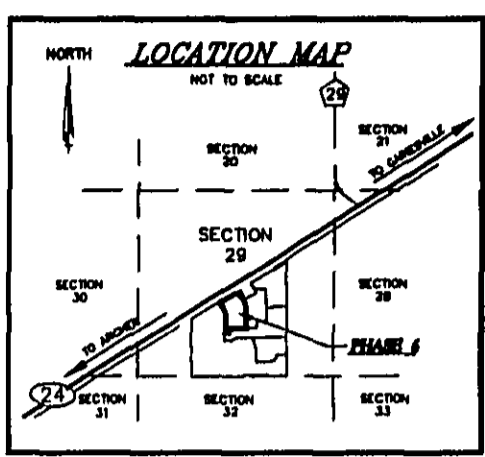 LOCATION MAP
NORTH
NOT TO SCALE
29
SECTION
20
SECTION
21
TO GAINESVILLE
SECTION
29
SECTION
30
SECTION
28
TO ARCHER
PHASE 6
24
SECTION
31
SECTION
32
SECTION
33